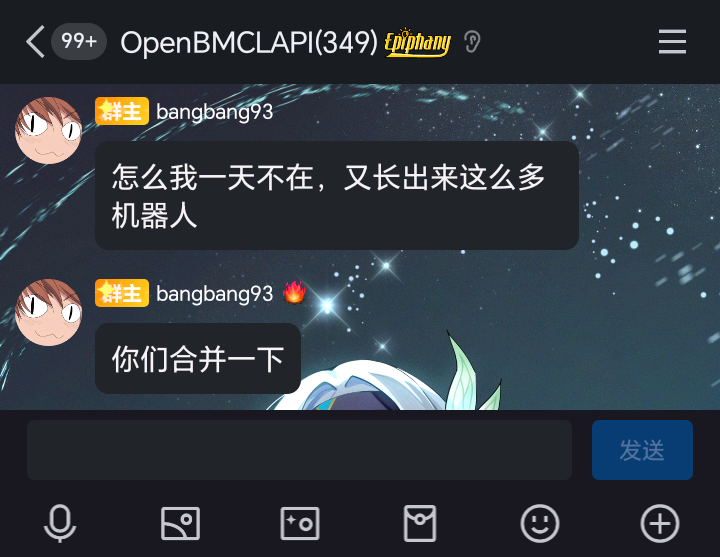 99+
OpenBMCLAPI(349) Epiphany
群主 bangbang93
怎么我一天不在，又长出来这么多
机器人
群主 bangbang93
你们合并一下
发送